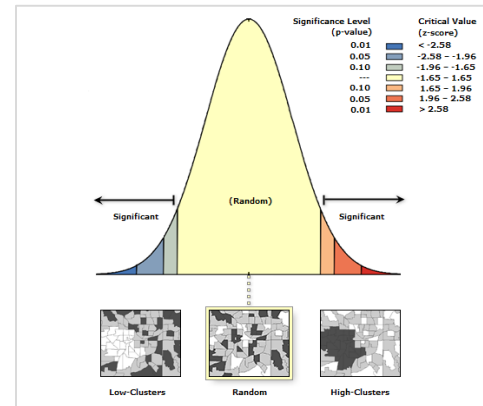 Significance Level Critical Value
(p-value) (z-score)
0.01 < -2.58
0.05 -2.58 – -1.96
0.10 -1.96 – -1.65
--- -1.65 – 1.65
0.10 1.65 – 1.96
0.05 1.96 – 2.58
0.01 > 2.58
(Random)
Significant Significant
Low-Clusters Random High-Clusters